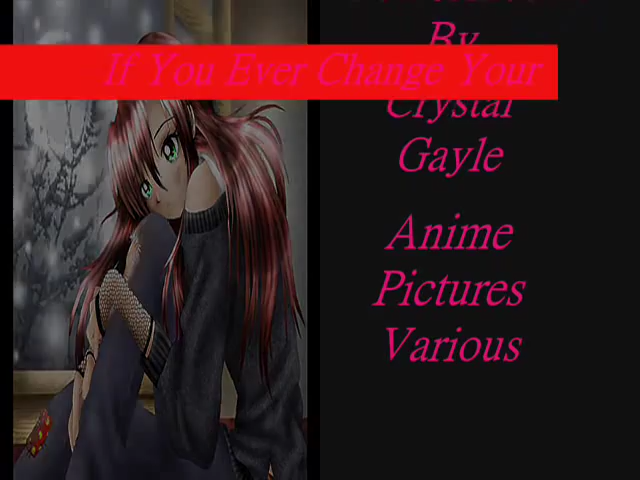 By
If You Ever Change Your
Crystal
Gayle
Anime
Pictures
Various